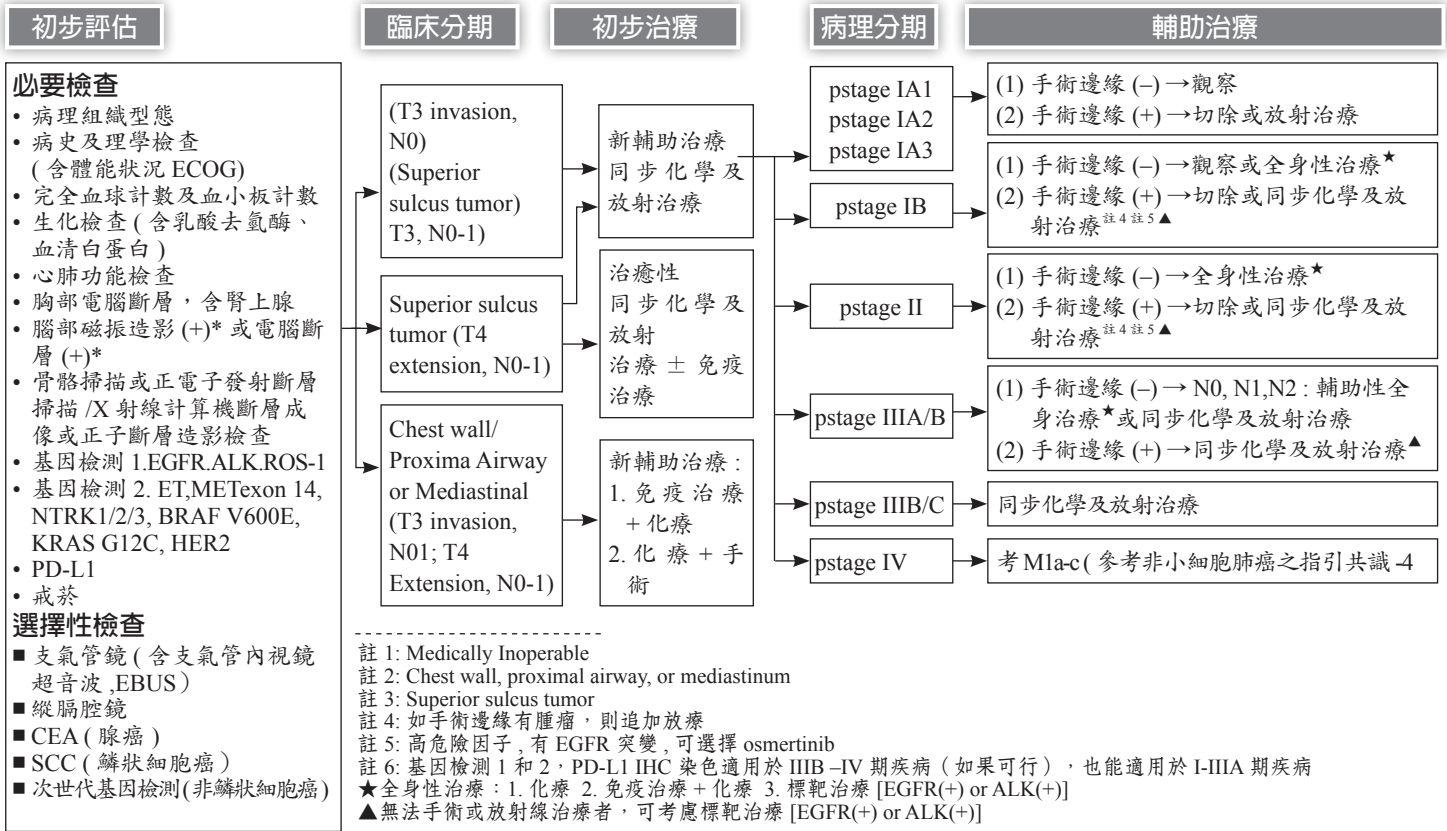 初步評估
臨床分期
初步治療
病理分期
輔助治療
必要檢查
• 病理組織型態
• 病史及理學檢查
( 含體能狀況 ECOG)
• 完全血球計數及血小板計數
• 生化檢查 ( 含乳酸去氫酶、
血清白蛋白 )
• 心肺功能檢查
• 胸部電腦斷層，含腎上腺
• 腦部磁振造影 (+)* 或電腦斷
層 (+)*
• 骨骼掃描或正電子發射斷層
掃描 /X 射線計算機斷層成
像或正子斷層造影檢查
• 基因檢測 1.EGFR.ALK.ROS-1
• 基因檢測 2. ET,METexon 14,
NTRK1/2/3, BRAF V600E,
KRAS G12C, HER2
• PD-L1
• 戒菸
選擇性檢查
■ 支氣管鏡 ( 含支氣管內視鏡
超音波 ,EBUS）
■ 縱膈腔鏡
■ CEA ( 腺癌 )
■ SCC ( 鱗狀細胞癌 )
■ 次世代基因檢測(非鱗狀細胞癌)
(T3 invasion,
N0)
(Superior
sulcus tumor)
T3, N0-1)
Superior sulcus
tumor (T4
extension, N0-1)
Chest wall/
Proxima Airway
or Mediastinal
(T3 invasion,
N01; T4
Extension, N0-1)
新輔助治療
同步化學及
放射治療
治癒性
同步化學及
放射
治療 ± 免疫
治療
新輔助治療 :
1. 免疫治療
+ 化療
2. 化療 + 手
術
pstage IA1
pstage IA2
pstage IA3
(1) 手術邊緣 (–) →觀察
(2) 手術邊緣 (+) →切除或放射治療
pstage IB
(1) 手術邊緣 (–) →觀察或全身性治療★
(2) 手術邊緣 (+) →切除或同步化學及放
射治療註 4 註 5 ▲
pstage II
(1) 手術邊緣 (–) →全身性治療★
(2) 手術邊緣 (+) →切除或同步化學及放
射治療註 4 註 5 ▲
pstage IIIA/B
(1) 手術邊緣 (–) → N0, N1,N2 : 輔助性全
身治療★或同步化學及放射治療
(2) 手術邊緣 (+) →同步化學及放射治療▲
pstage IIIB/C
同步化學及放射治療
pstage IV
考 M1a-c ( 參考非小細胞肺癌之指引共識 -4
註 1: Medically Inoperable
註 2: Chest wall, proximal airway, or mediastinum
註 3: Superior sulcus tumor
註 4: 如手術邊緣有腫瘤，則追加放療
註 5: 高危險因子 , 有 EGFR 突變 , 可選擇 osmertinib
註 6: 基因檢測 1 和 2，PD-L1 IHC 染色適用於 IIIB –IV 期疾病（如果可行），也能適用於 I-IIIA 期疾病
★全身性治療：1. 化療 2. 免疫治療 + 化療 3. 標靶治療 [EGFR(+) or ALK(+)]
▲無法手術或放射線治療者，可考慮標靶治療 [EGFR(+) or ALK(+)]